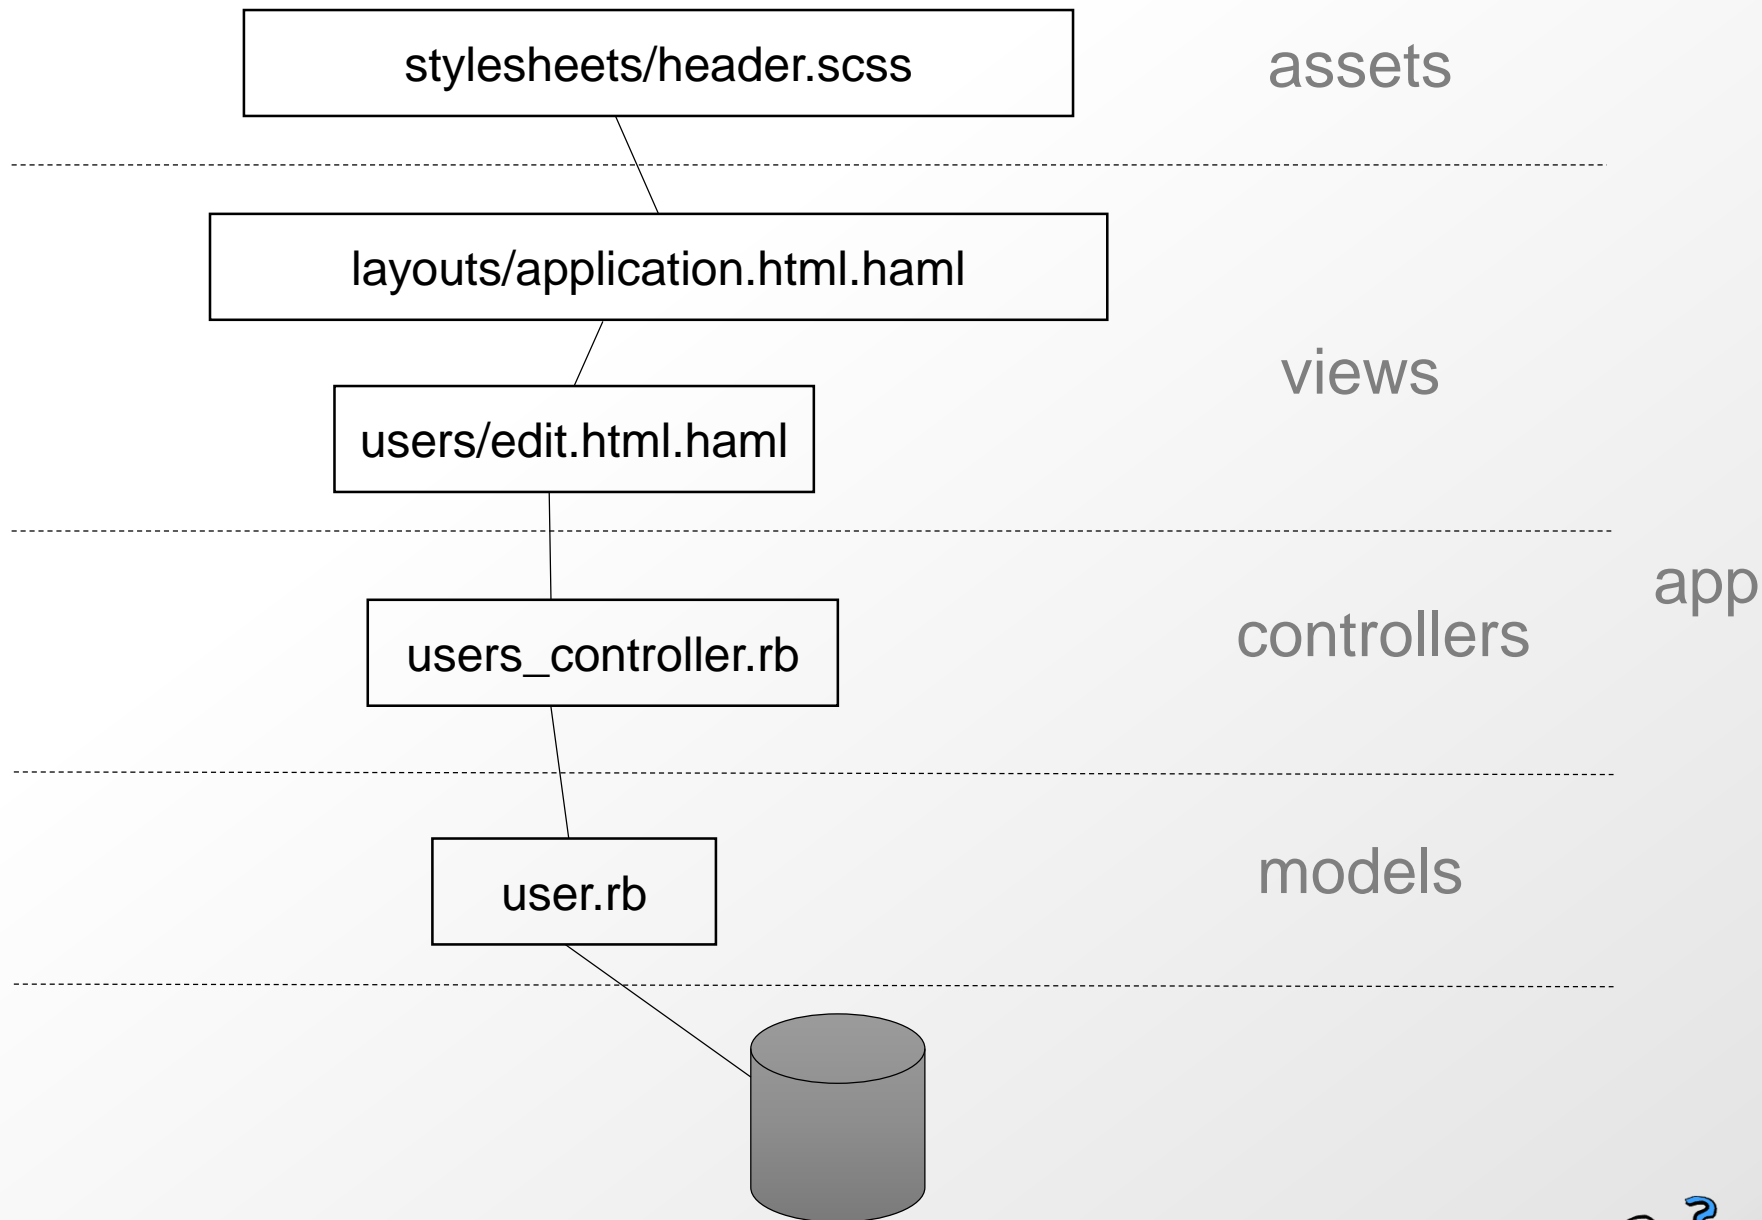 stylesheets/header.scss
assets
layouts/application.html.haml
views
users/edit.html.haml
app
users_controller.rb
controllers
user.rb
models